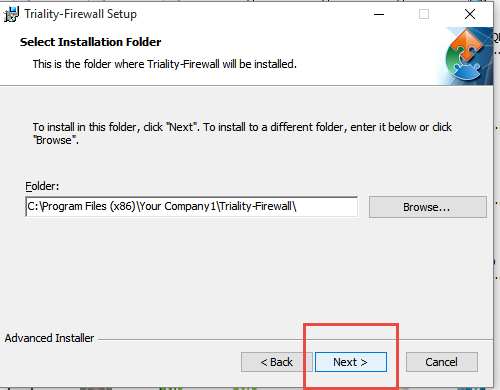 Triality-Firewall Setup
Select Installation Folder
This is the folder where Triality-Firewall will be installed.
To install in this folder, click "Next". To install to a different folder, enter it below or click
"Browse".
Folder:
C:\Program Files (x86)\Your Company1\Triality-Firewall\
Browse...
Advanced Installer
< Back
Next >
Cancel